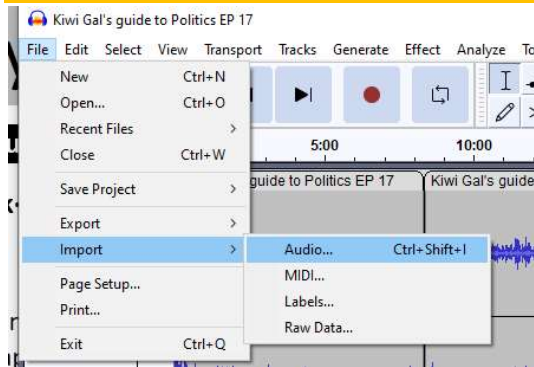 Kiwi Gal's guide to Politics EP 17
File Edit Select View Transport Tracks Generate Effect Analyze
New Ctrl+N
Open... Ctrl+O
Recent Files >
Close Ctrl+W
Save Project >
Export >
Import >
Page Setup...
Print...
Exit Ctrl+Q
Audio... Ctrl+Shift+I
MIDI...
Labels...
Raw Data...
5:00 10:00
guide to Politics EP 17 Kiwi Gal's guide